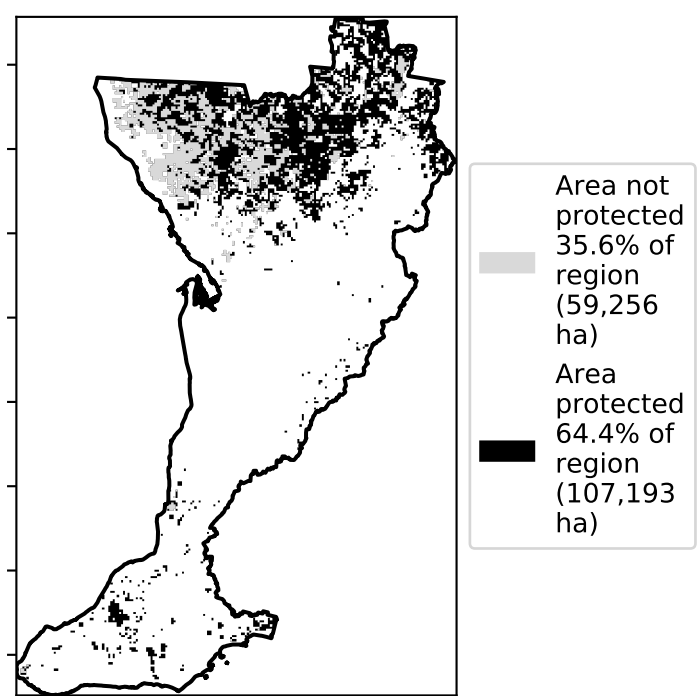 Area not
protected
35.6% of
region
(59,256
ha)
Area
protected
64.4% of
region
(107,193
ha)